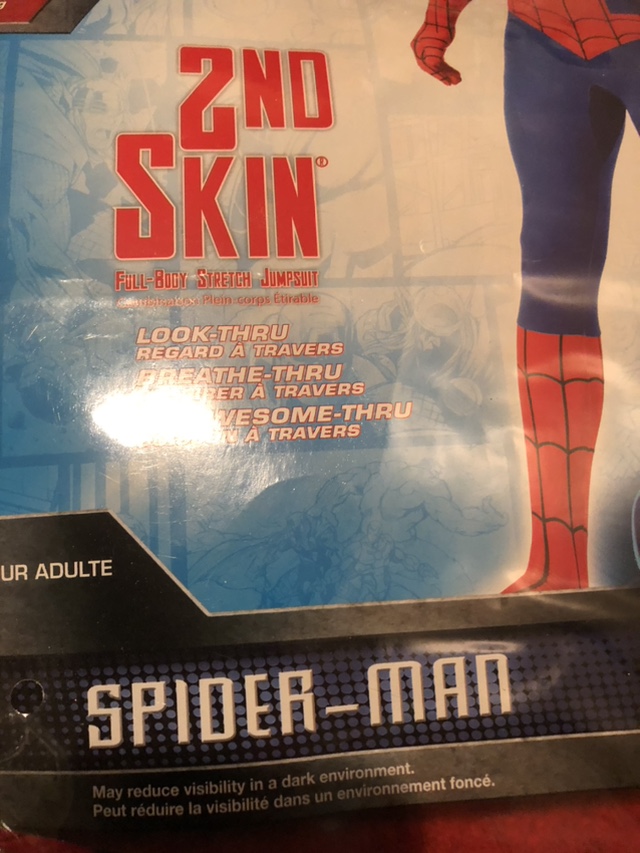 2ND
SKIN®
FULL-BODY STRETCH JUMPSUIT
Plein-corps Étirable
LOOK-THRU
REGARD À TRAVERS
BREATHE-THRU
À TRAVERS
À TRAVERS
UR ADULTE
SPIDER-MAN
May reduce visibility in a dark environment.
Peut réduire la visibilité dans un environnement foncé.